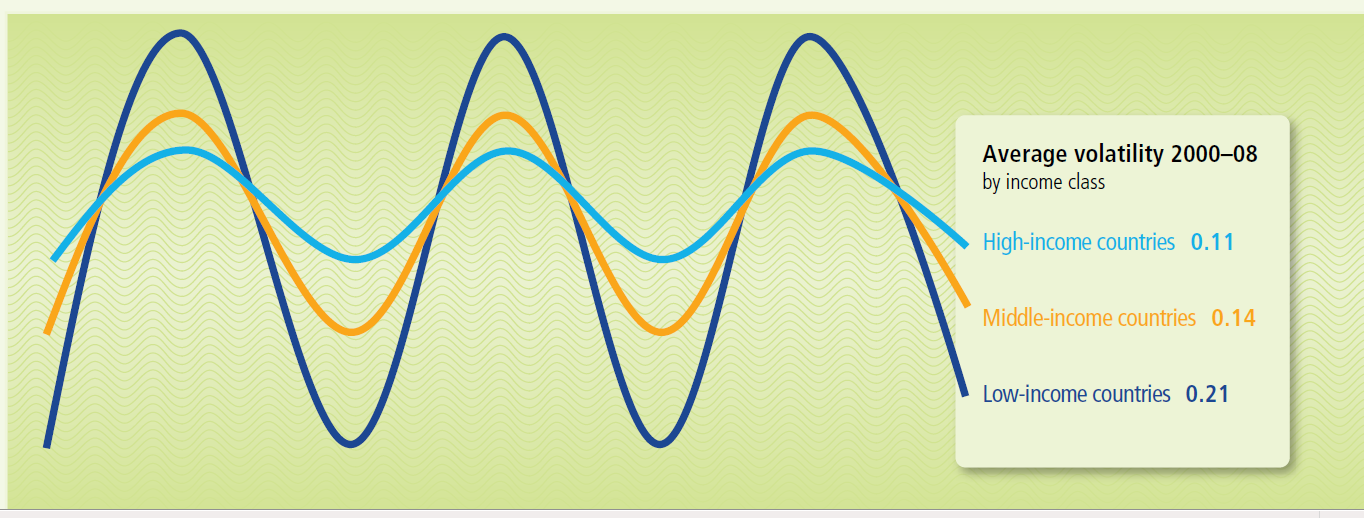 Average volatility 2000–08
by income class
High-income countries 0.11
Middle-income countries 0.14
Low-income countries 0.21